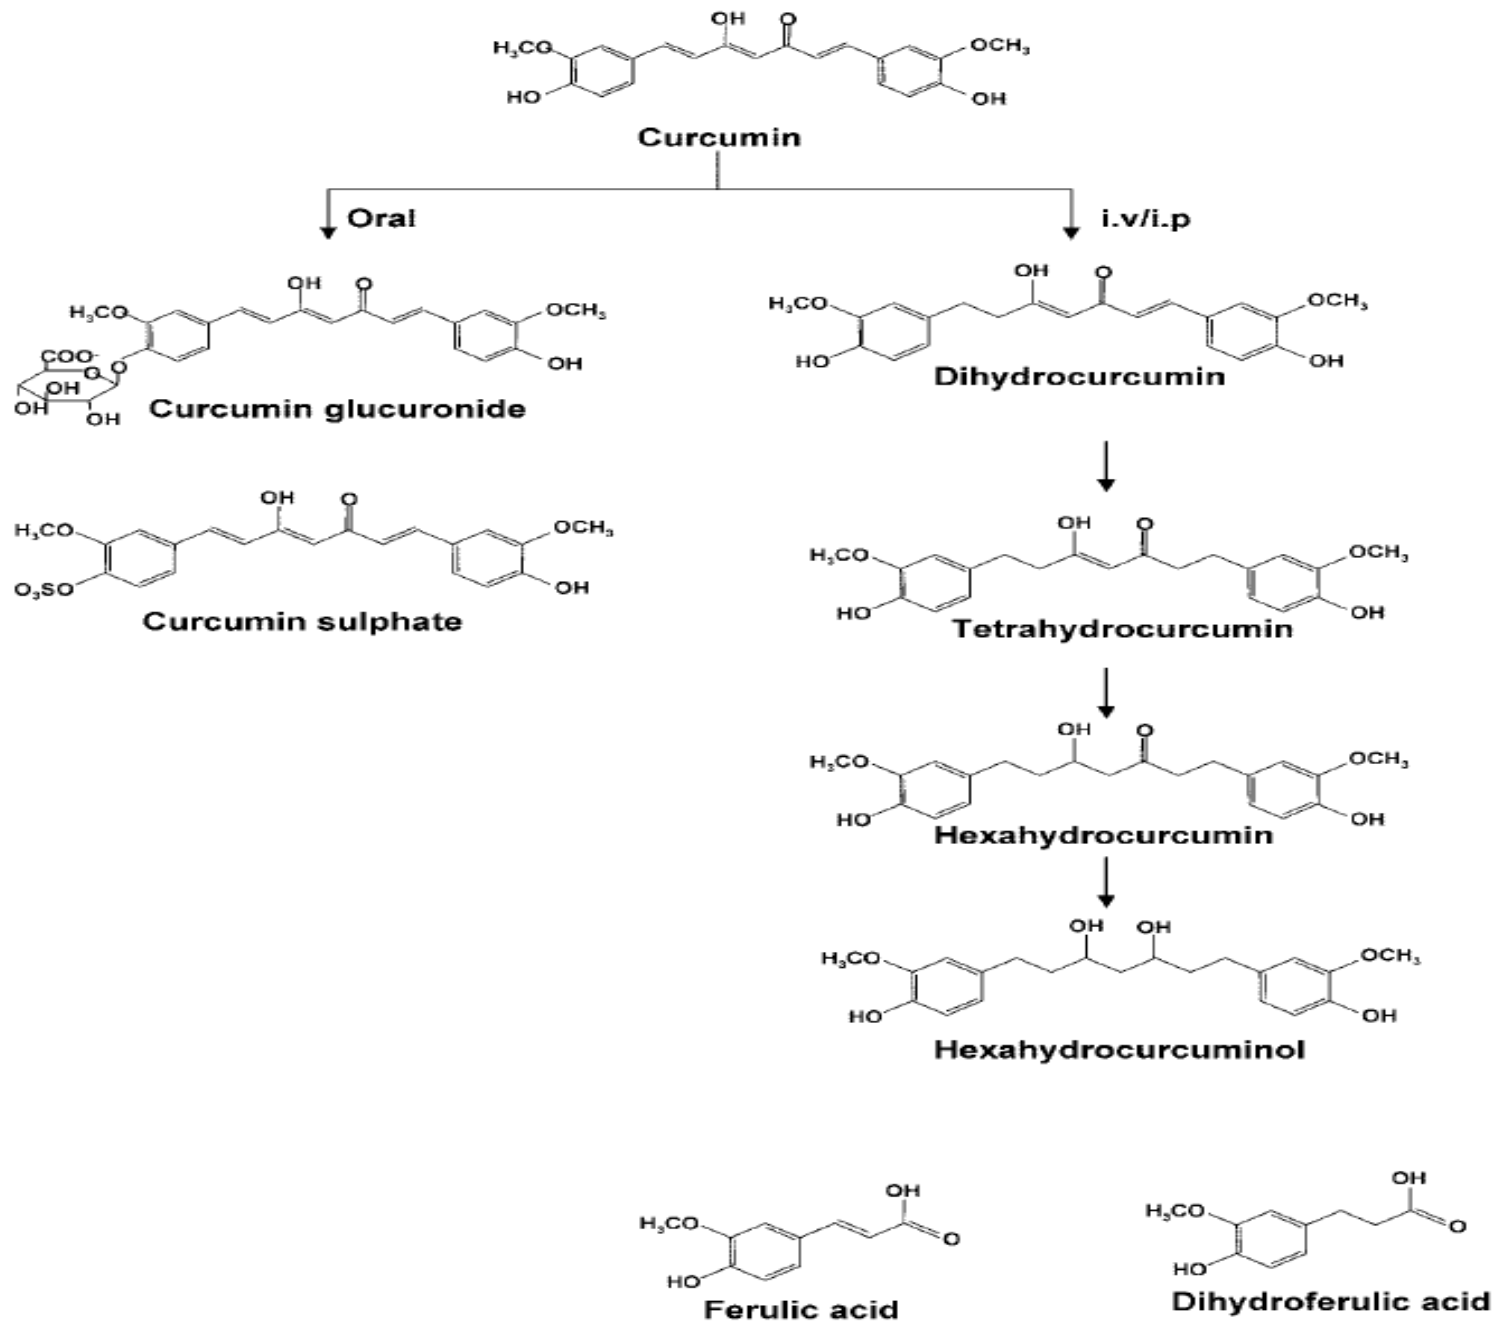 OH O
H₃CO OCH₃
HO OH
Curcumin
Oral i.v/i.p
OH O
H₃CO OCH₃
COO⁻ O
O OH
OH
OH OH
Curcumin glucuronide
OH O
H₃CO OCH₃
HO OH
Dihydrocurcumin
OH O
H₃CO OCH₃
O₃SO OH
Curcumin sulphate
OH O
H₃CO OCH₃
HO OH
Tetrahydrocurcumin
OH O
H₃CO OCH₃
HO OH
Hexahydrocurcumin
OH OH
H₃CO OCH₃
HO OH
Hexahydrocurcuminol
OH
H₃CO O
HO
Ferulic acid
OH
H₃CO O
HO
Dihydroferulic acid